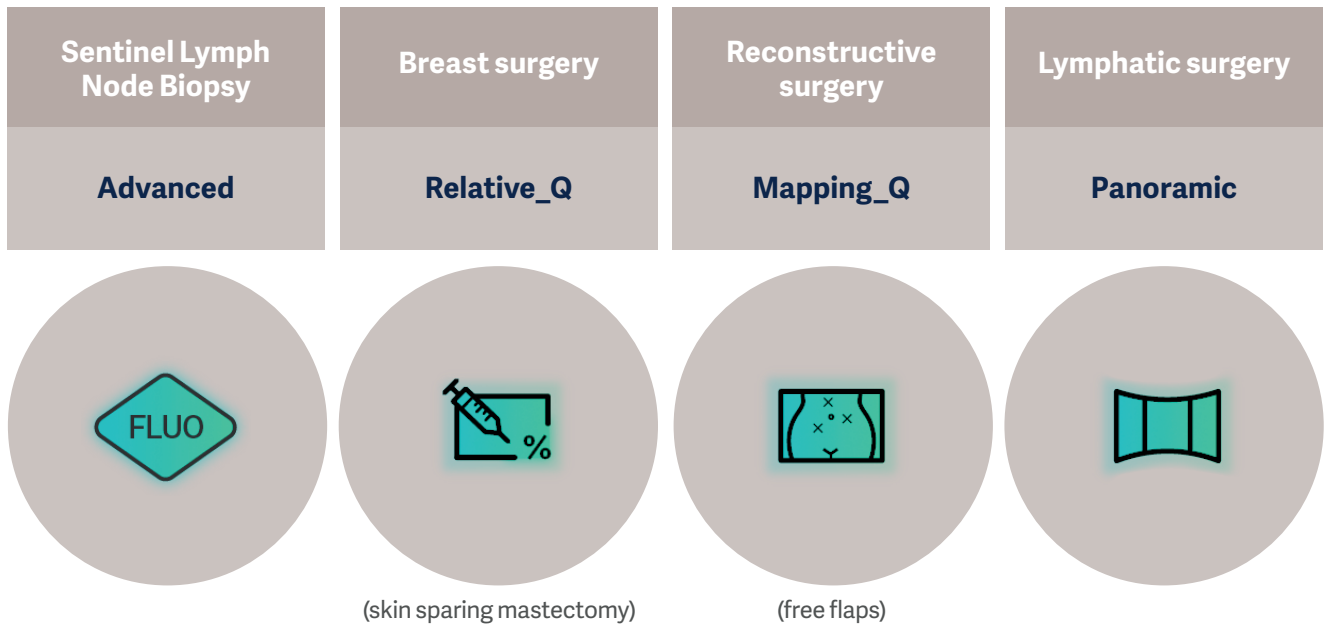 Sentinel Lymph
Node Biopsy
Breast surgery
Reconstructive
surgery
Lymphatic surgery
Advanced
Relative_Q
Mapping_Q
Panoramic
FLUO
%
(skin sparing mastectomy)
(free flaps)